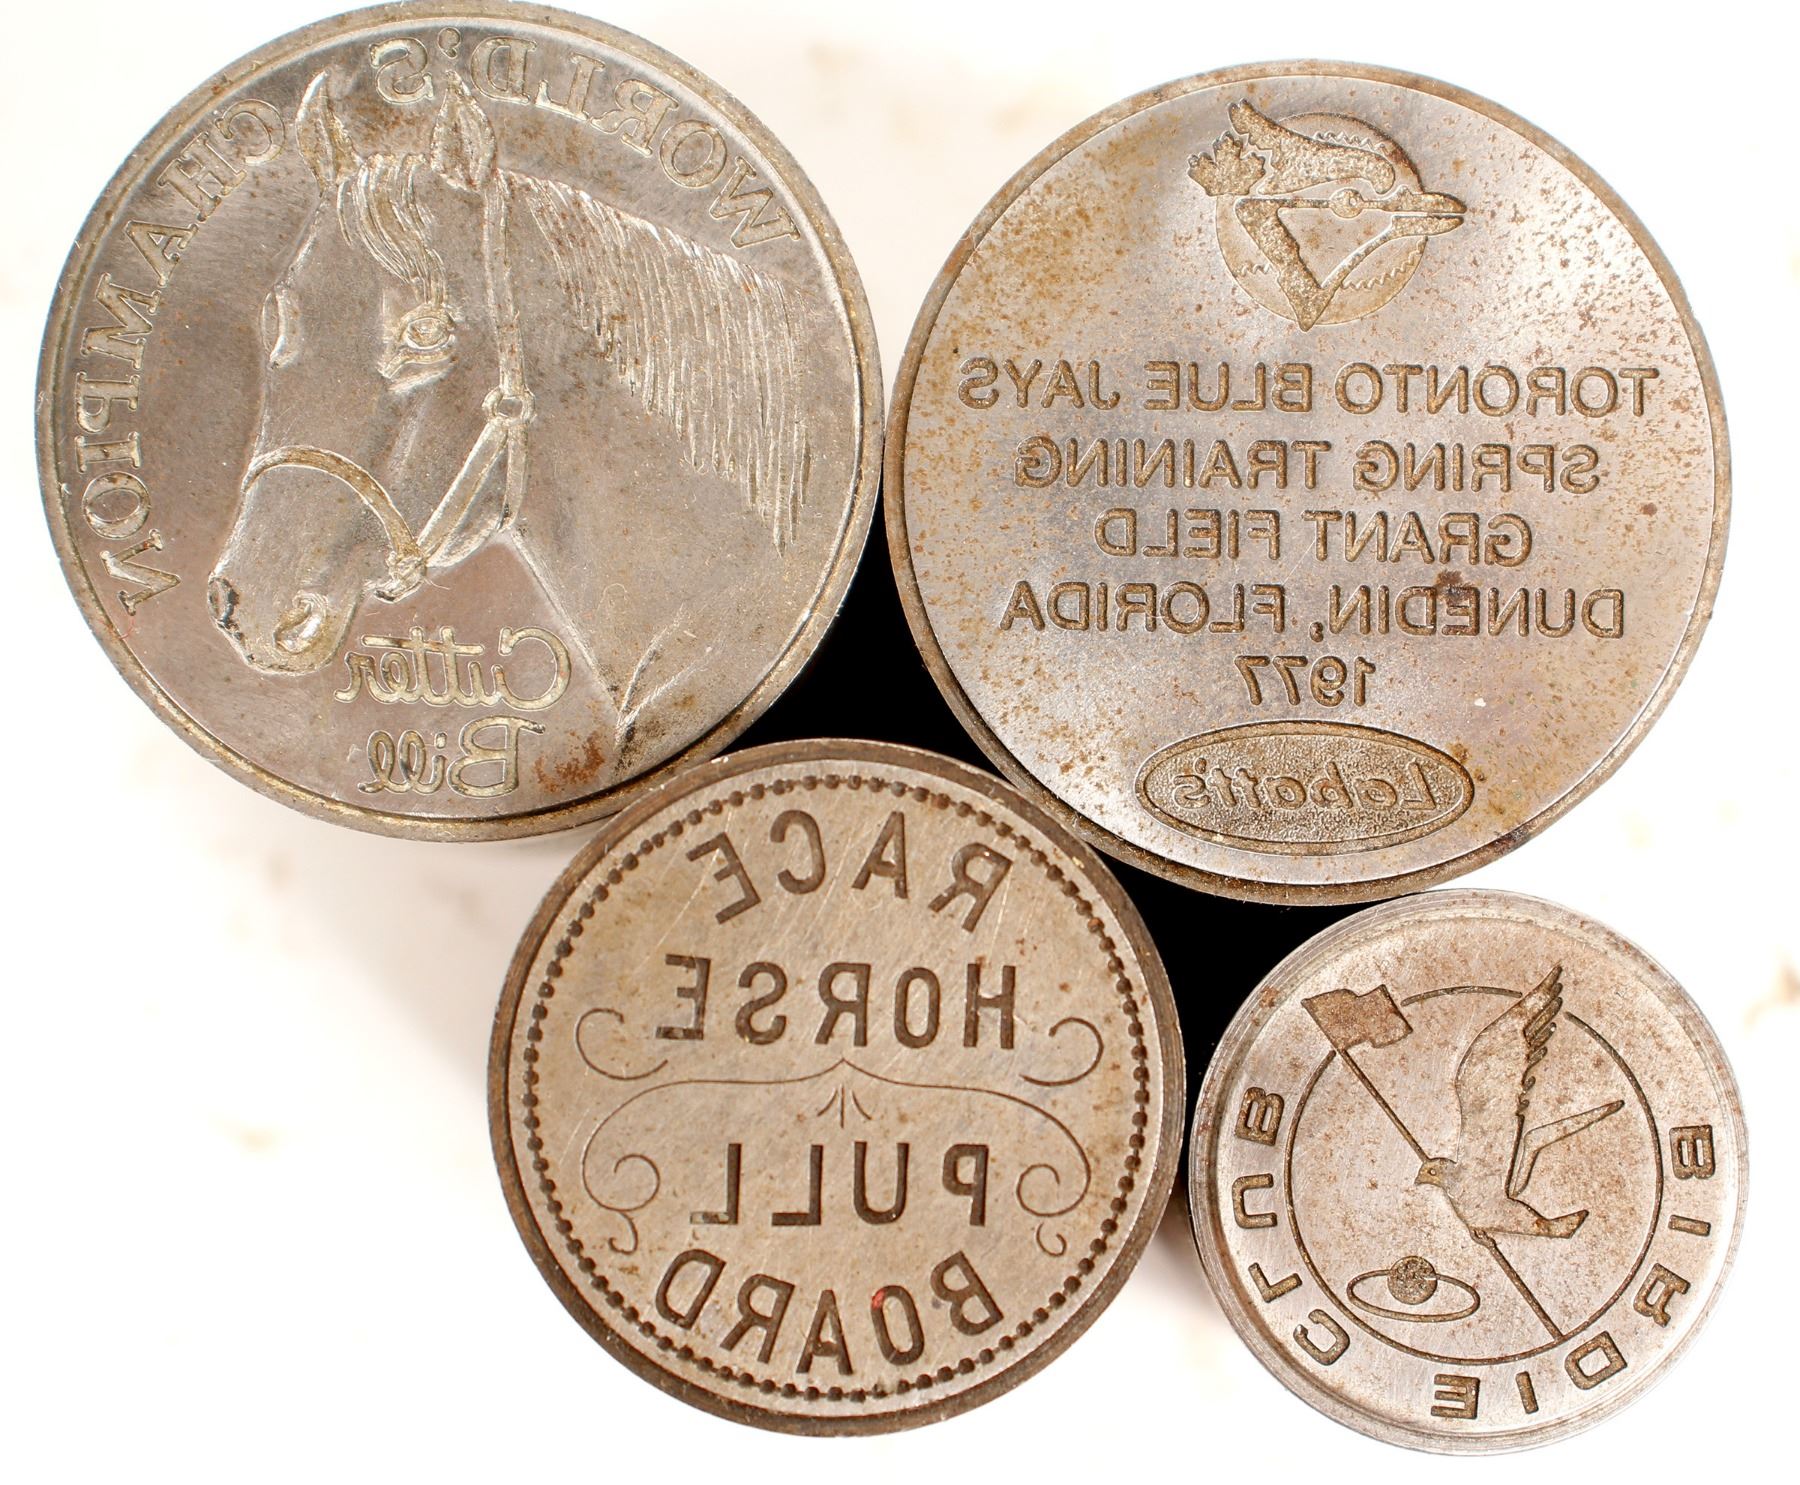 WORLD'S CHAMPION
Cutter
Bill
TORONTO BLUE JAYS
SPRING TRAINING
GRANT FIELD
DUNEDIN, FLORIDA
1977
Labatt's
RACE
HORSE
PULL
BOARD
BIRDIE CLUB